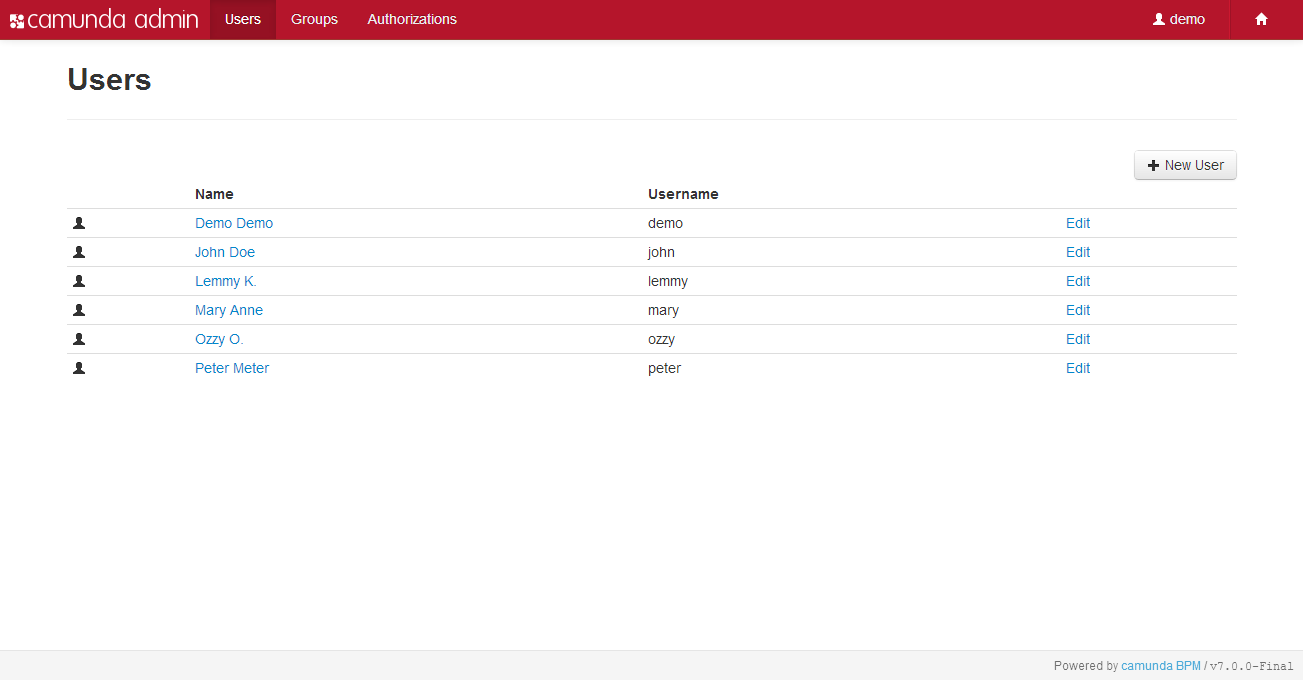 camunda admin Users Groups Authorizations demo
Users
New User
Name Username
Demo Demo demo Edit
John Doe john Edit
Lemmy K. lemmy Edit
Mary Anne mary Edit
Ozzy O. ozzy Edit
Peter Meter peter Edit
Powered by camunda BPM / v7.0.0-Final